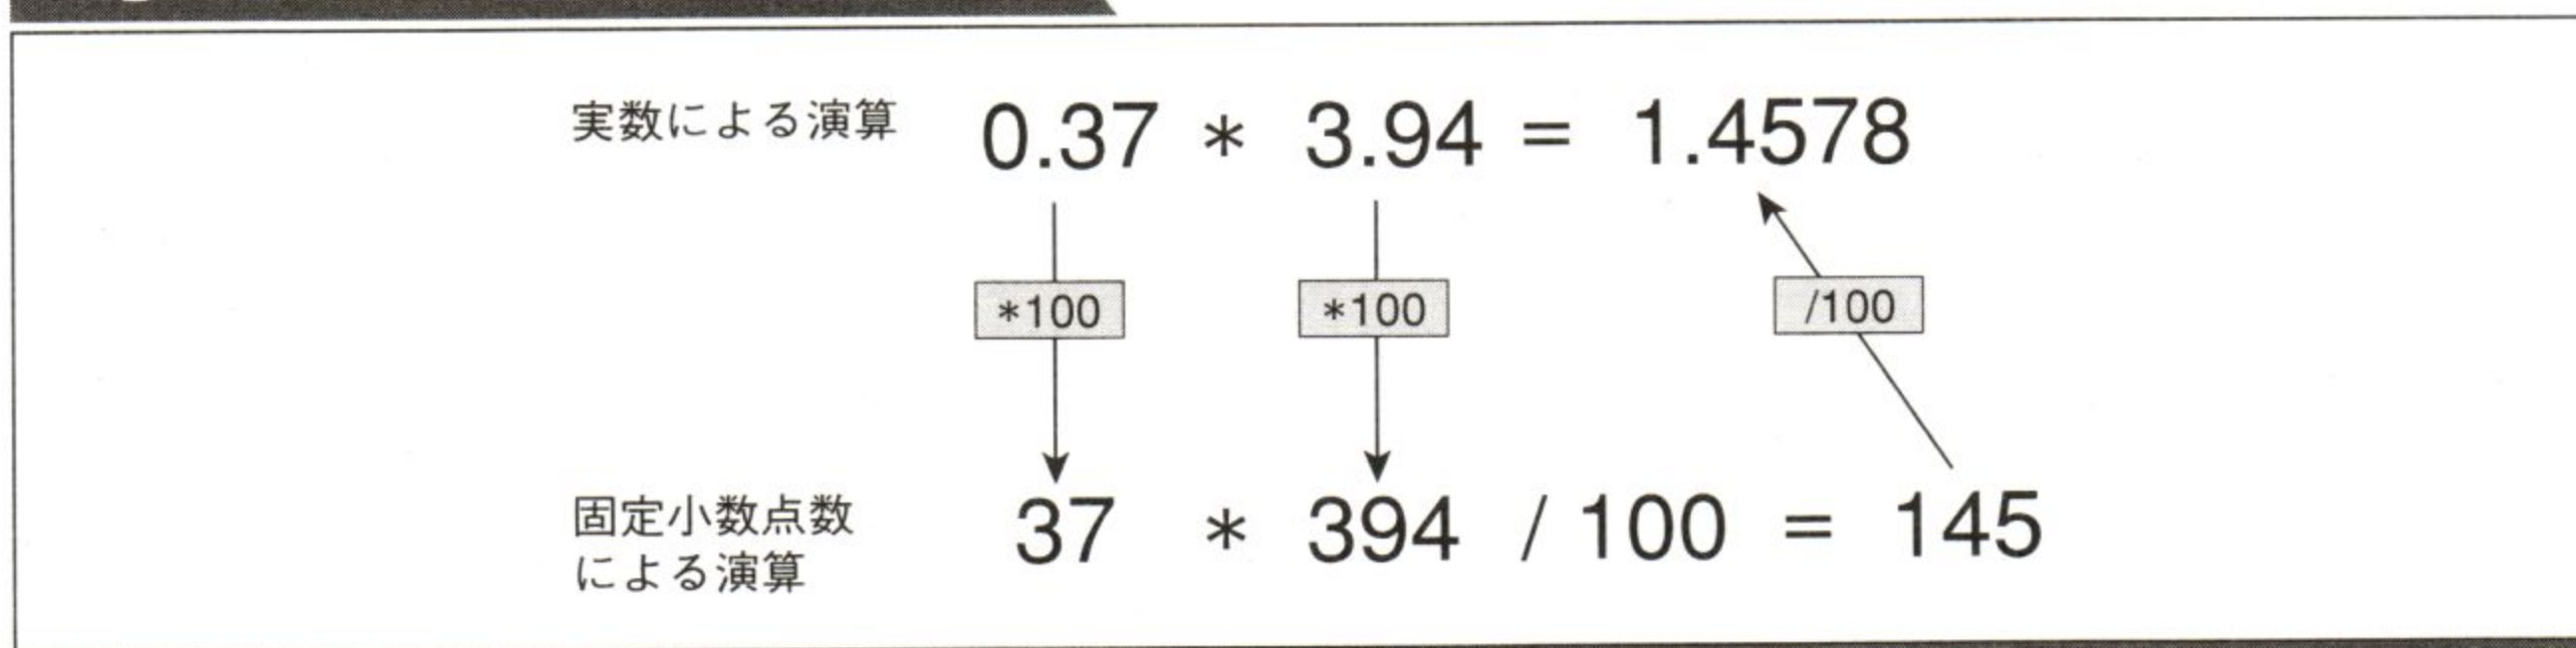 実数による演算 0.37 * 3.94 = 1.4578
*100 *100 /100
固定小数点数
による演算 37 * 394 / 100 = 145